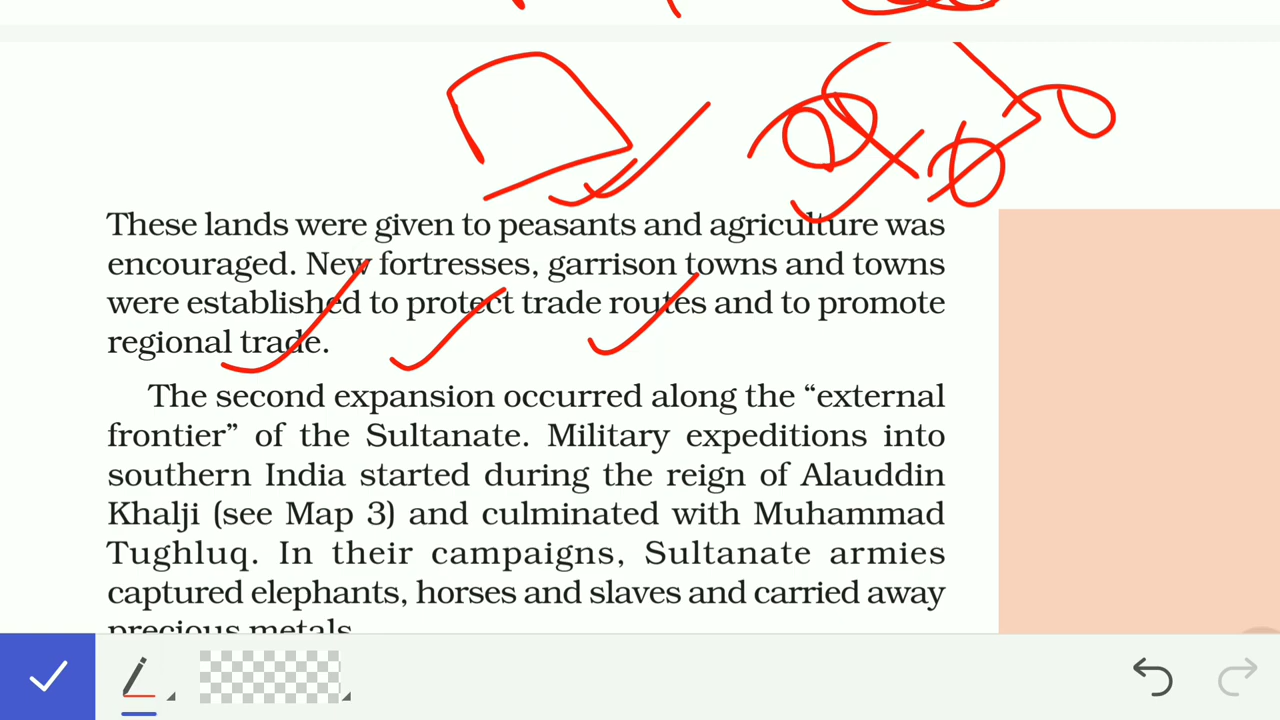 These lands were given to peasants and agriculture was
encouraged. New fortresses, garrison towns and towns
were established to protect trade routes and to promote
regional trade.
The second expansion occurred along the “external
frontier” of the Sultanate. Military expeditions into
southern India started during the reign of Alauddin
Khalji (see Map 3) and culminated with Muhammad
Tughluq. In their campaigns, Sultanate armies
captured elephants, horses and slaves and carried away
precious metals.